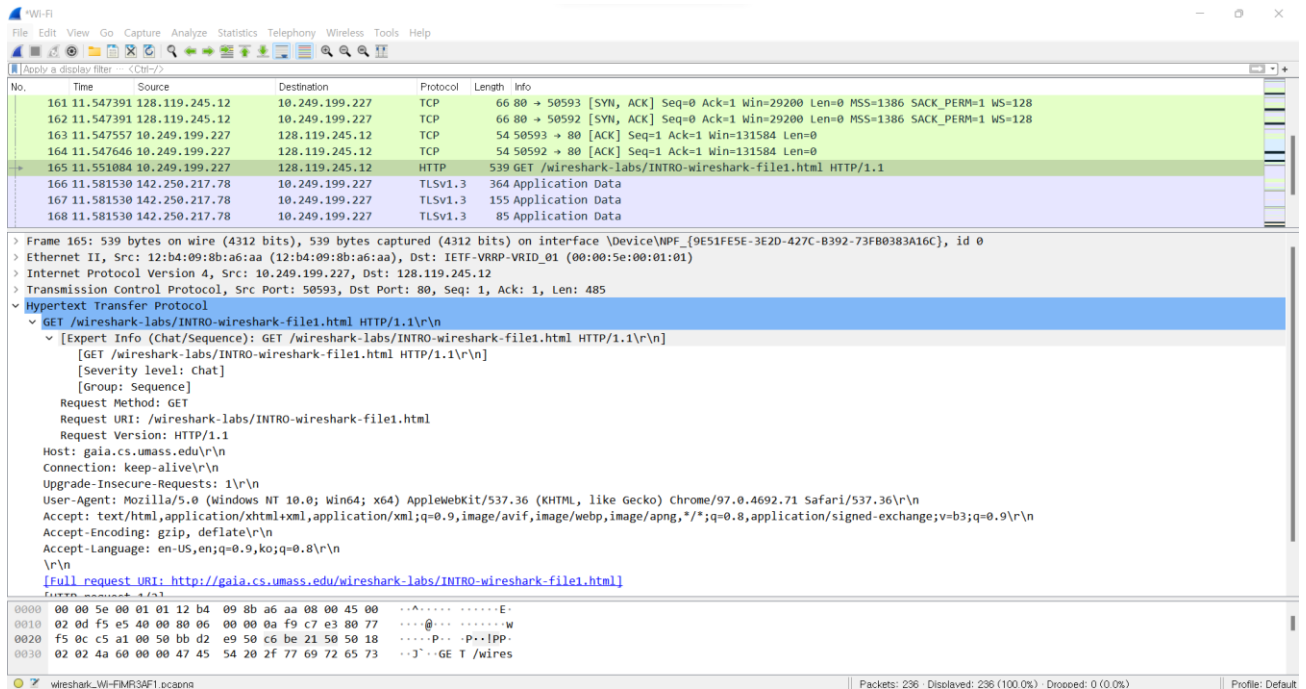 *Wi-Fi
File Edit View Go Capture Analyze Statistics Telephony Wireless Tools Help
Apply a display filter ... <Ctrl-/>
No. Time Source Destination Protocol Length Info
161 11.547391 128.119.245.12 10.249.199.227 TCP 66 80 → 50593 [SYN, ACK] Seq=0 Ack=1 Win=29200 Len=0 MSS=1386 SACK_PERM=1 WS=128
162 11.547391 128.119.245.12 10.249.199.227 TCP 66 80 → 50592 [SYN, ACK] Seq=0 Ack=1 Win=29200 Len=0 MSS=1386 SACK_PERM=1 WS=128
163 11.547557 10.249.199.227 128.119.245.12 TCP 54 50593 → 80 [ACK] Seq=1 Ack=1 Win=131584 Len=0
164 11.547646 10.249.199.227 128.119.245.12 TCP 54 50592 → 80 [ACK] Seq=1 Ack=1 Win=131584 Len=0
165 11.551084 10.249.199.227 128.119.245.12 HTTP 539 GET /wireshark-labs/INTRO-wireshark-file1.html HTTP/1.1
166 11.581530 142.250.217.78 10.249.199.227 TLSv1.3 364 Application Data
167 11.581530 142.250.217.78 10.249.199.227 TLSv1.3 155 Application Data
168 11.581530 142.250.217.78 10.249.199.227 TLSv1.3 85 Application Data
> Frame 165: 539 bytes on wire (4312 bits), 539 bytes captured (4312 bits) on interface \Device\NPF_{9E51FE5E-3E2D-427C-B392-73FB0383A16C}, id 0
> Ethernet II, Src: 12:b4:09:8b:a6:aa (12:b4:09:8b:a6:aa), Dst: IETF-VRRP-VRID_01 (00:00:5e:00:01:01)
> Internet Protocol Version 4, Src: 10.249.199.227, Dst: 128.119.245.12
> Transmission Control Protocol, Src Port: 50593, Dst Port: 80, Seq: 1, Ack: 1, Len: 485
Hypertext Transfer Protocol
GET /wireshark-labs/INTRO-wireshark-file1.html HTTP/1.1\r\n
[Expert Info (Chat/Sequence): GET /wireshark-labs/INTRO-wireshark-file1.html HTTP/1.1\r\n]
[GET /wireshark-labs/INTRO-wireshark-file1.html HTTP/1.1\r\n]
[Severity level: Chat]
[Group: Sequence]
Request Method: GET
Request URI: /wireshark-labs/INTRO-wireshark-file1.html
Request Version: HTTP/1.1
Host: gaia.cs.umass.edu\r\n
Connection: keep-alive\r\n
Upgrade-Insecure-Requests: 1\r\n
User-Agent: Mozilla/5.0 (Windows NT 10.0; Win64; x64) AppleWebKit/537.36 (KHTML, like Gecko) Chrome/97.0.4692.71 Safari/537.36\r\n
Accept: text/html,application/xhtml+xml,application/xml;q=0.9,image/avif,image/webp,image/apng,*/*;q=0.8,application/signed-exchange;v=b3;q=0.9\r\n
Accept-Encoding: gzip, deflate\r\n
Accept-Language: en-US,en;q=0.9,ko;q=0.8\r\n
\r\n
[Full request URI: http://gaia.cs.umass.edu/wireshark-labs/INTRO-wireshark-file1.html]
[HTTP request 1/2]
0000 00 00 5e 00 01 01 12 b4 09 8b a6 aa 08 00 45 00 ··^····· ······E·
0010 02 0d f5 e5 40 00 80 06 00 00 0a f9 c7 e3 80 77 ····@··· ·······w
0020 f5 0c c5 a1 00 50 bb d2 e9 50 c6 be 21 50 50 18 ·····P·· ·P··!PP·
0030 02 02 4a 60 00 00 47 45 54 20 2f 77 69 72 65 73 ··J`··GE T /wires
wireshark_Wi-FiMR3AF1.pcapng Packets: 236 · Displayed: 236 (100.0%) · Dropped: 0 (0.0%) Profile: Default